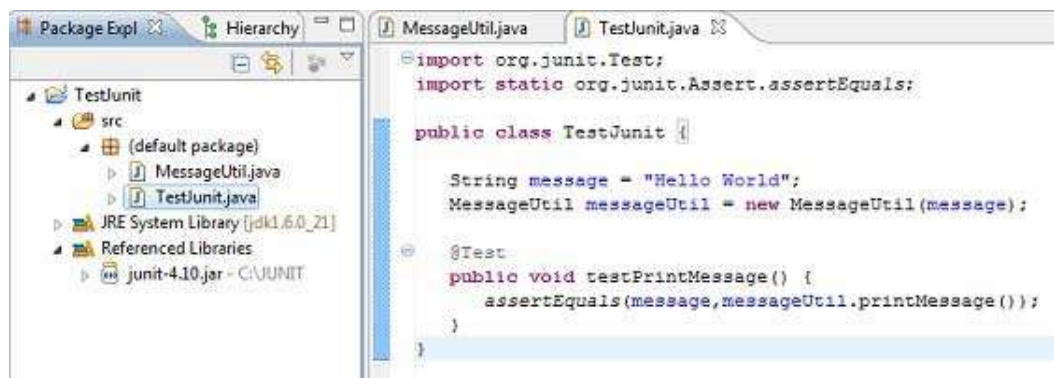 Package Expl
Hierarchy
TestJunit
src
(default package)
MessageUtil.java
TestJunit.java
JRE System Library [jdk1.6.0_21]
Referenced Libraries
junit-4.10.jar - C:\JUNIT
MessageUtil.java
TestJunit.java
import org.junit.Test;
import static org.junit.Assert.assertEquals;
public class TestJunit {
String message = "Hello World";
MessageUtil messageUtil = new MessageUtil(message);
@Test
public void testPrintMessage() {
assertEquals(message,messageUtil.printMessage());
}
}